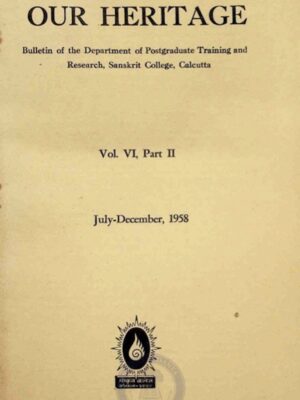 OUR HERITAGE
Bulletin of the Department of Postgraduate Training and
Research, Sanskrit College, Calcutta
Vol. VI, Part II
July-December, 1958